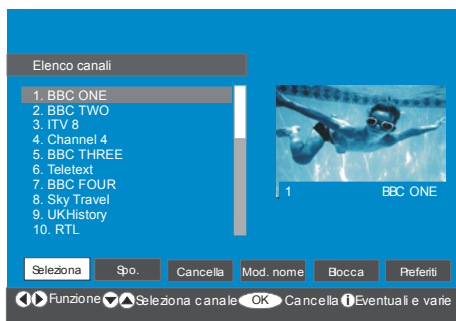 Elenco canali
1. BBC ONE
2. BBC TWO
3. ITV 8
4. Channel 4
5. BBC THREE
6. Teletext
7. BBC FOUR
8. Sky Travel
9. UKHistory
10. RTL
1 BBC ONE
Seleziona Spo. Cancella Mod. nome Blocca Preferiti
Funzione Seleziona canale OK Cancella i Eventuali e varie